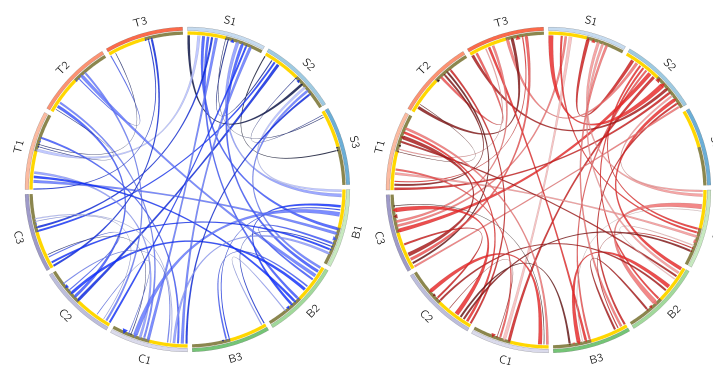 T3 S1 T3 S1
T2 S2 T2 S2
T1 S3 T1
C3 B1 C3
C2 B2 C2 B2
C1 B3 C1 B3